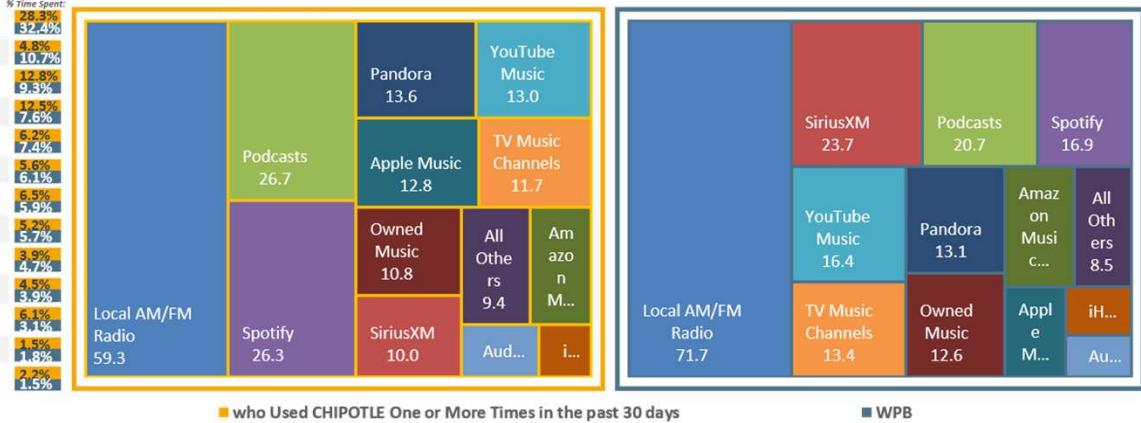 % Time Spent:
28.3%
32.4%
4.8%
10.7%
12.8%
9.3%
12.5%
7.6%
6.2%
7.4%
5.6%
6.1%
6.5%
5.9%
5.2%
5.7%
3.9%
4.7%
4.5%
3.9%
6.1%
3.1%
1.5%
1.8%
2.2%
1.5%
Local AM/FM
Radio
59.3
Podcasts
26.7
Spotify
26.3
Pandora
13.6
YouTube
Music
13.0
Apple Music
12.8
TV Music
Channels
11.7
Owned
Music
10.8
SiriusXM
10.0
All
Othe
rs
9.4
Am
azo
n
M...
Aud...
i...
Local AM/FM
Radio
71.7
SiriusXM
23.7
Podcasts
20.7
Spotify
16.9
YouTube
Music
16.4
TV Music
Channels
13.4
Pandora
13.1
Owned
Music
12.6
Amaz
on
Musi
c...
All
Oth
ers
8.5
Appl
e
M...
iH...
Au...
who Used CHIPOTLE One or More Times in the past 30 days
WPB